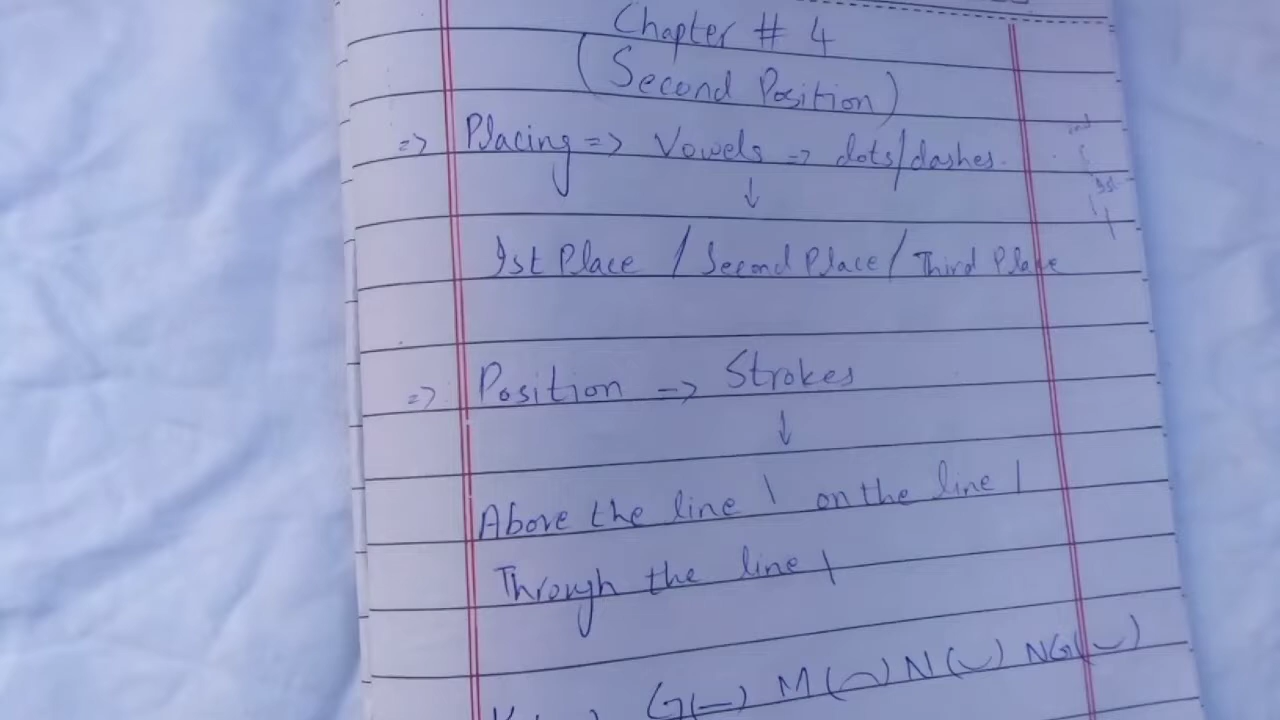 Chapter # 4
(Second Position)
=> Placing => Vowels -> dots/dashes.
↓
1st Place / Second Place / Third Place
=> Position -> Strokes
↓
Above the line \ on the line |
Through the line \
G(—) M(⌒) N(‿) NG(‿)